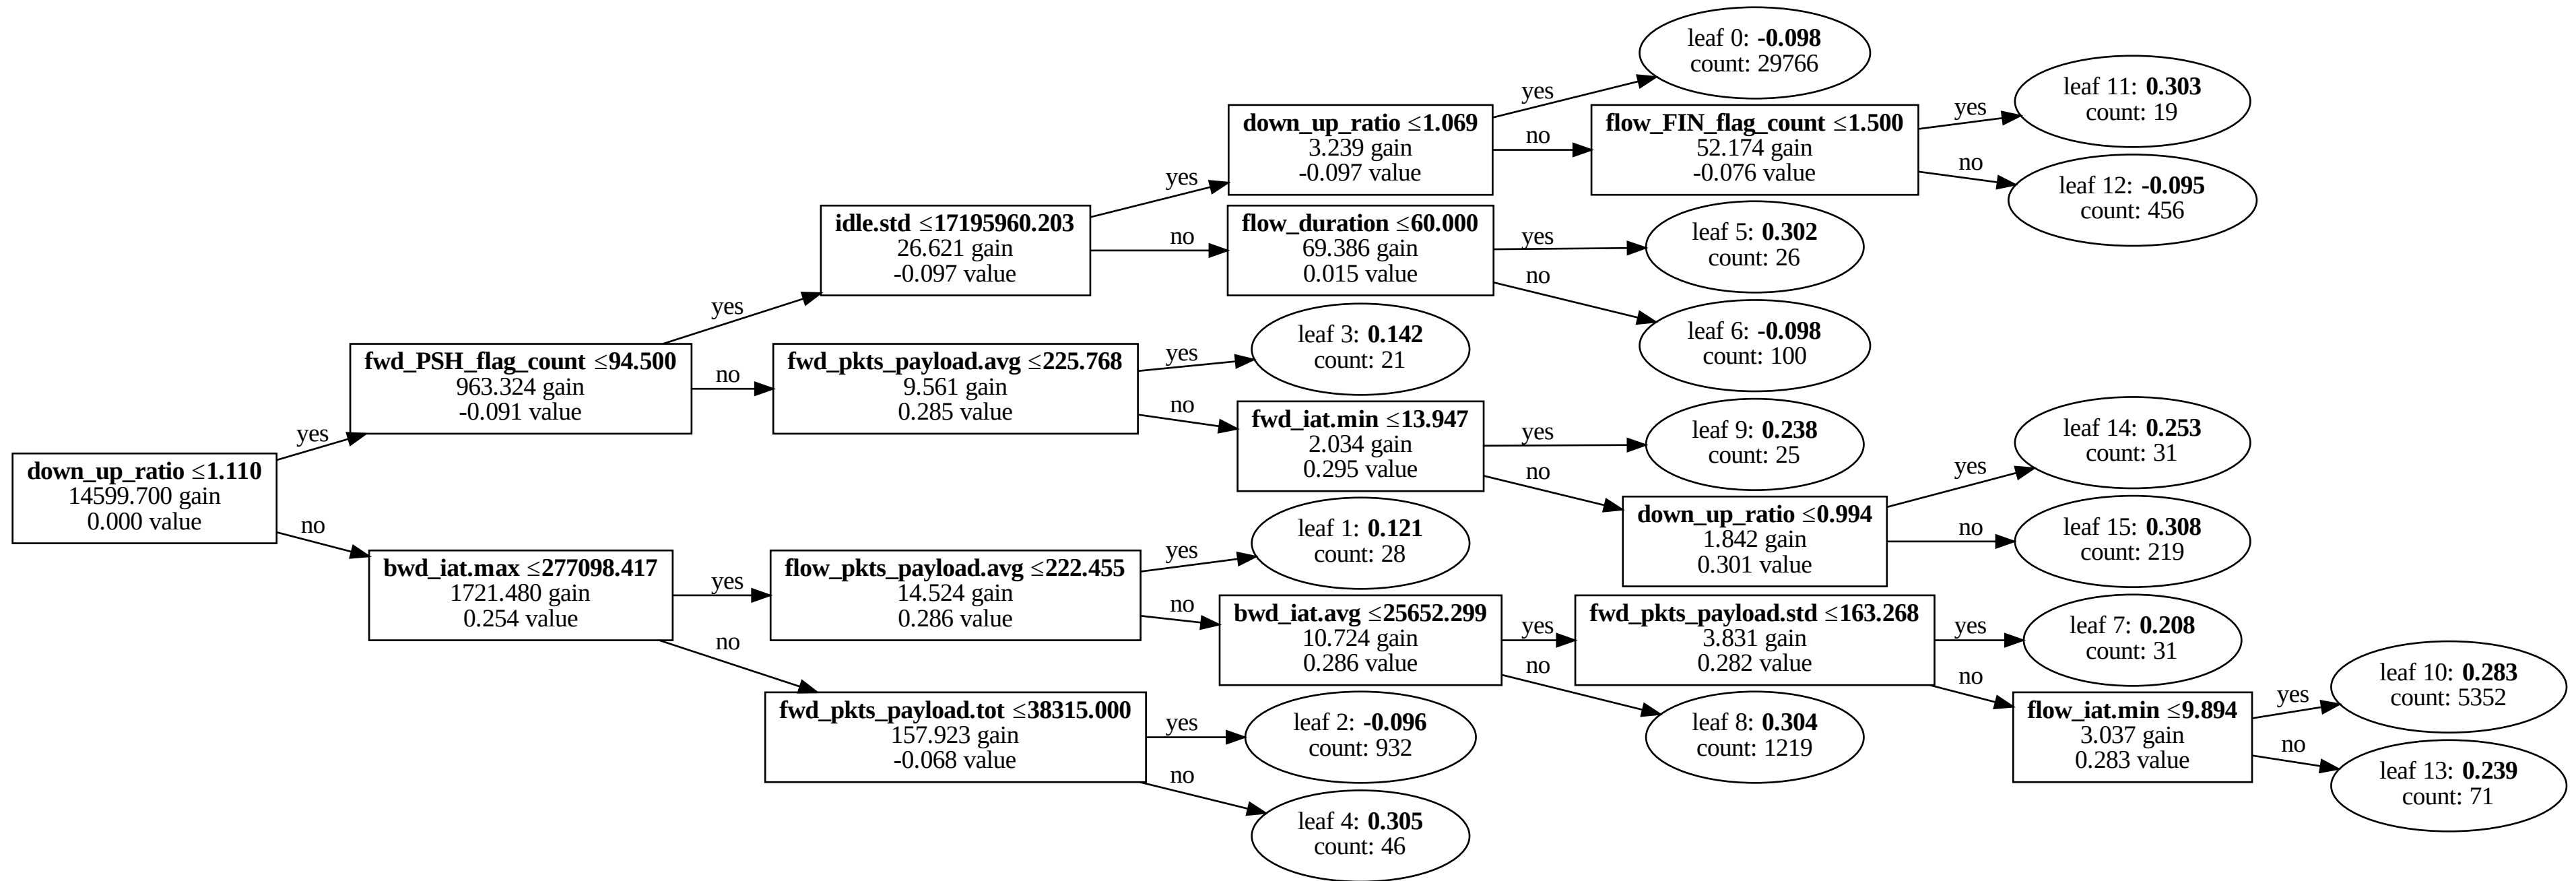 down_up_ratio ≤1.110
14599.700 gain
0.000 value
yes
no
fwd_PSH_flag_count ≤94.500
963.324 gain
-0.091 value
yes
no
bwd_iat.max ≤277098.417
1721.480 gain
0.254 value
yes
no
idle.std ≤17195960.203
26.621 gain
-0.097 value
yes
no
fwd_pkts_payload.avg ≤225.768
9.561 gain
0.285 value
yes
no
flow_pkts_payload.avg ≤222.455
14.524 gain
0.286 value
yes
no
fwd_pkts_payload.tot ≤38315.000
157.923 gain
-0.068 value
yes
no
down_up_ratio ≤1.069
3.239 gain
-0.097 value
yes
no
flow_duration ≤60.000
69.386 gain
0.015 value
yes
no
leaf 3: 0.142
count: 21
fwd_iat.min ≤13.947
2.034 gain
0.295 value
yes
no
leaf 1: 0.121
count: 28
bwd_iat.avg ≤25652.299
10.724 gain
0.286 value
yes
no
leaf 2: -0.096
count: 932
leaf 4: 0.305
count: 46
leaf 0: -0.098
count: 29766
flow_FIN_flag_count ≤1.500
52.174 gain
-0.076 value
yes
no
leaf 5: 0.302
count: 26
leaf 6: -0.098
count: 100
leaf 9: 0.238
count: 25
down_up_ratio ≤0.994
1.842 gain
0.301 value
yes
no
fwd_pkts_payload.std ≤163.268
3.831 gain
0.282 value
yes
no
leaf 8: 0.304
count: 1219
leaf 11: 0.303
count: 19
leaf 12: -0.095
count: 456
leaf 14: 0.253
count: 31
leaf 15: 0.308
count: 219
leaf 7: 0.208
count: 31
flow_iat.min ≤9.894
3.037 gain
0.283 value
yes
no
leaf 10: 0.283
count: 5352
leaf 13: 0.239
count: 71